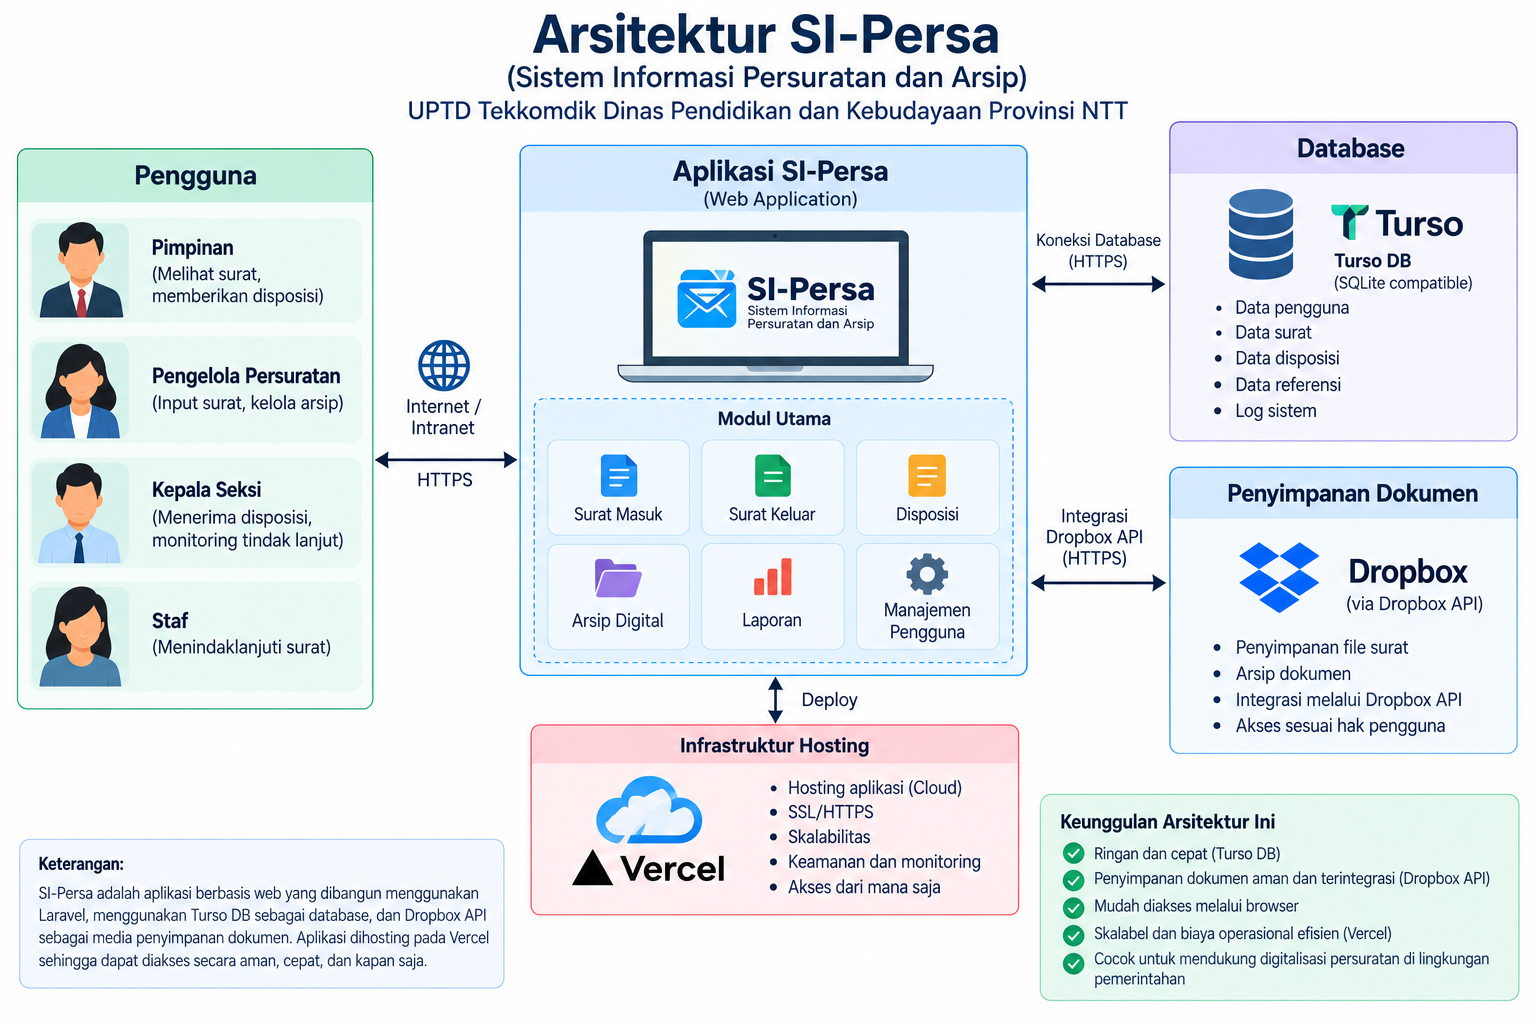 Arsitektur SI-Persa
(Sistem Informasi Persuratan dan Arsip)
UPTD Tekkomdik Dinas Pendidikan dan Kebudayaan Provinsi NTT
Pengguna
Pimpinan
(Melihat surat,
memberikan disposisi)
Pengelola Persuratan
(Input surat, kelola arsip)
Kepala Seksi
(Menerima disposisi,
monitoring tindak lanjut)
Staf
(Menindaklanjuti surat)
Internet /
Intranet
HTTPS
Aplikasi SI-Persa
(Web Application)
SI-Persa
Sistem Informasi
Persuratan dan Arsip
Modul Utama
Surat Masuk
Surat Keluar
Disposisi
Arsip Digital
Laporan
Manajemen
Pengguna
Deploy
Infrastruktur Hosting
Vercel
• Hosting aplikasi (Cloud)
• SSL/HTTPS
• Skalabilitas
• Keamanan dan monitoring
• Akses dari mana saja
Koneksi Database
(HTTPS)
Database
Turso
Turso DB
(SQLite compatible)
• Data pengguna
• Data surat
• Data disposisi
• Data referensi
• Log sistem
Integrasi
Dropbox API
(HTTPS)
Penyimpanan Dokumen
Dropbox
(via Dropbox API)
• Penyimpanan file surat
• Arsip dokumen
• Integrasi melalui Dropbox API
• Akses sesuai hak pengguna
Keterangan:
SI-Persa adalah aplikasi berbasis web yang dibangun menggunakan
Laravel, menggunakan Turso DB sebagai database, dan Dropbox API
sebagai media penyimpanan dokumen. Aplikasi dihosting pada Vercel
sehingga dapat diakses secara aman, cepat, dan kapan saja.
Keunggulan Arsitektur Ini
Ringan dan cepat (Turso DB)
Penyimpanan dokumen aman dan terintegrasi (Dropbox API)
Mudah diakses melalui browser
Skalabel dan biaya operasional efisien (Vercel)
Cocok untuk mendukung digitalisasi persuratan di lingkungan
pemerintahan